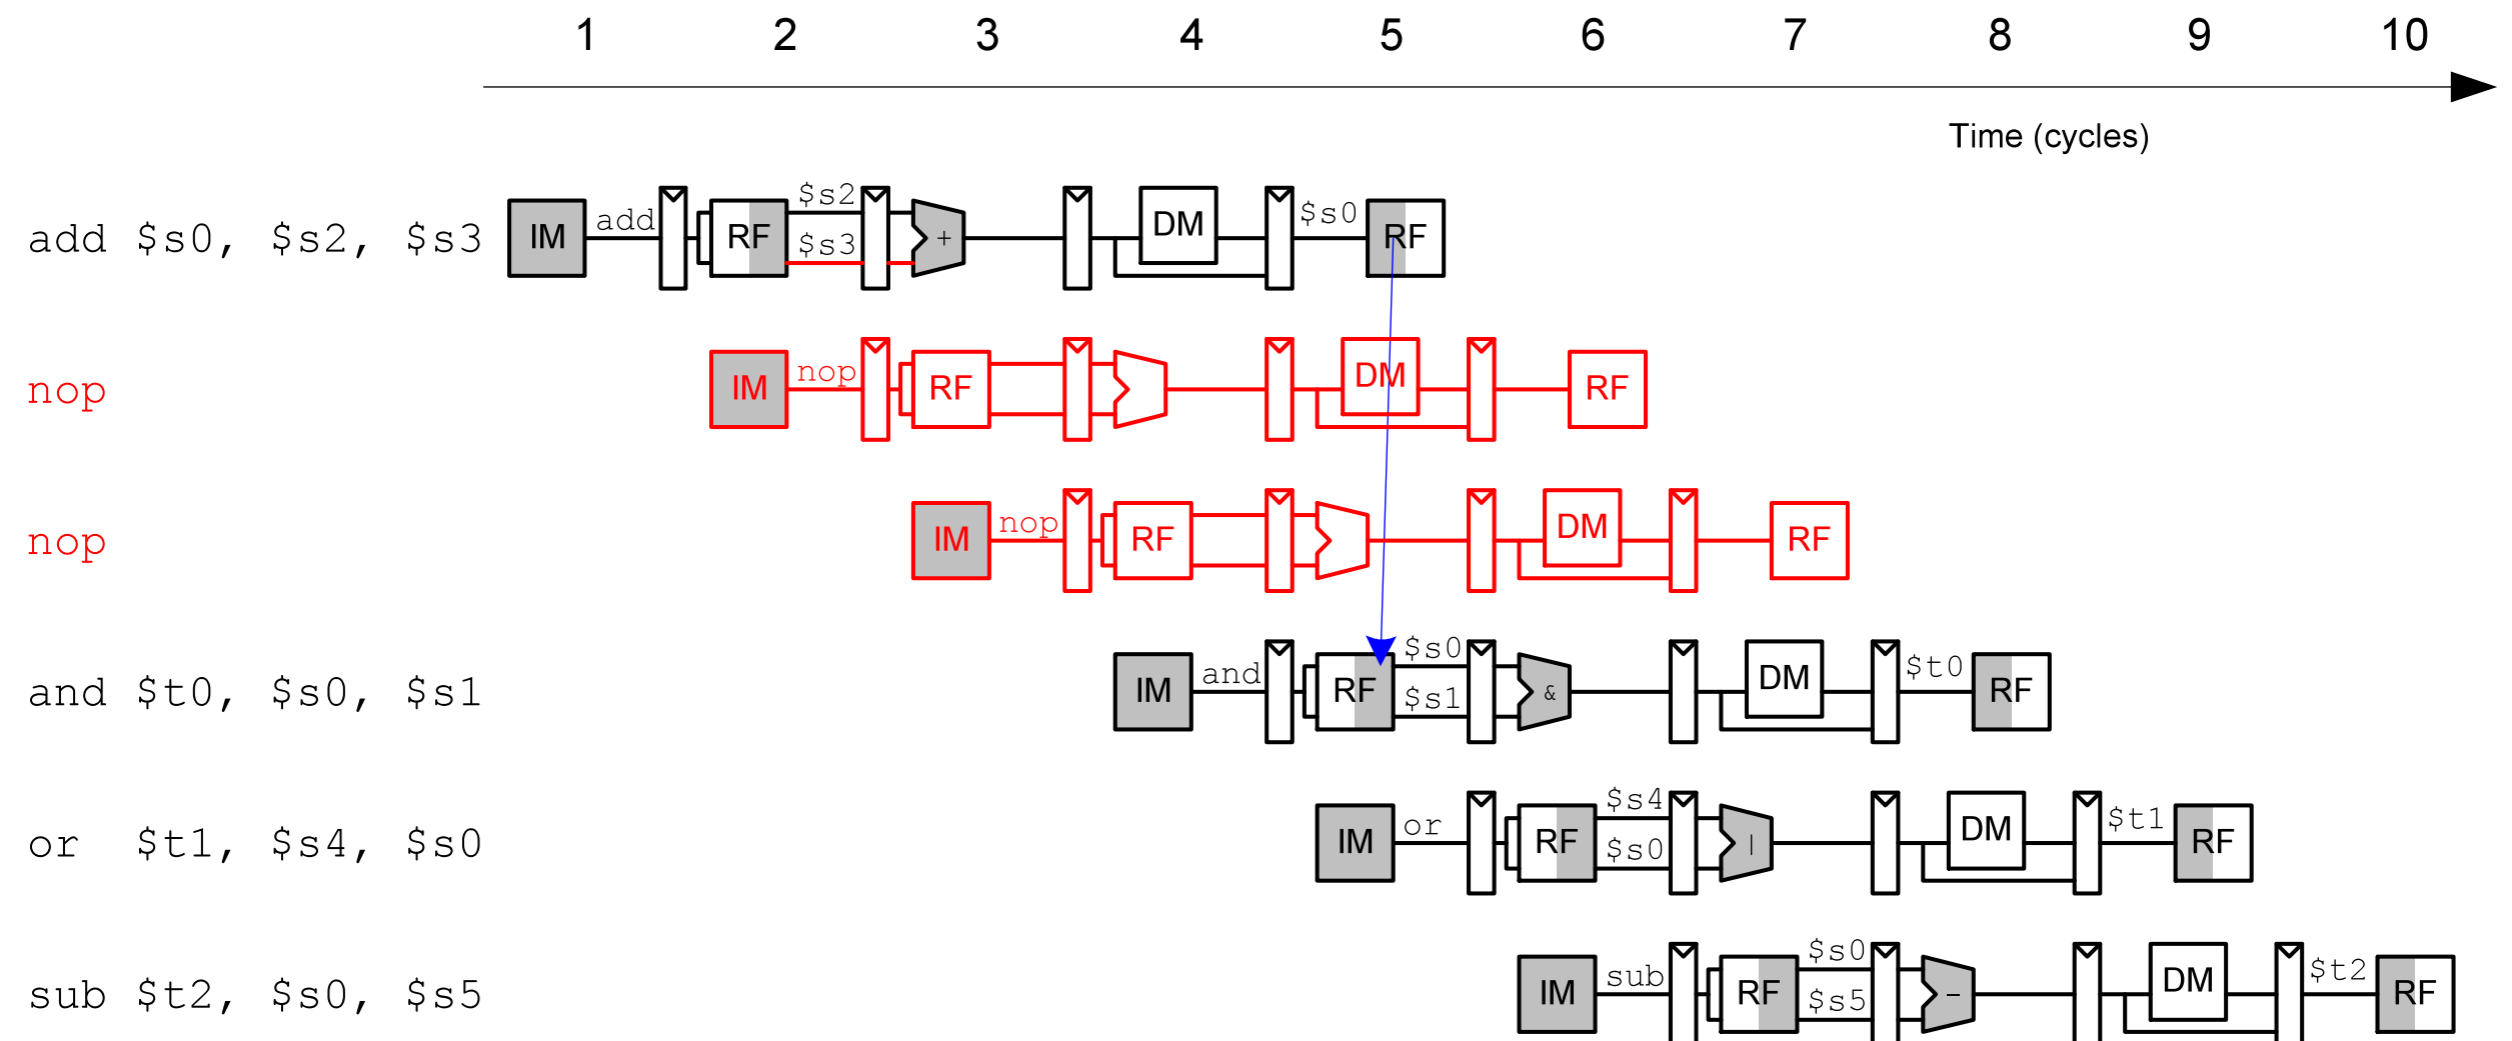 1 2 3 4 5 6 7 8 9 10
Time (cycles)
add $s0, $s2, $s3 IM add RF $s2 $s3 + DM $s0 RF
nop IM nop RF DM RF
nop IM nop RF DM RF
and $t0, $s0, $s1 IM and RF $s0 $s1 & DM $t0 RF
or $t1, $s4, $s0 IM or RF $s4 $s0 | DM $t1 RF
sub $t2, $s0, $s5 IM sub RF $s0 $s5 - DM $t2 RF